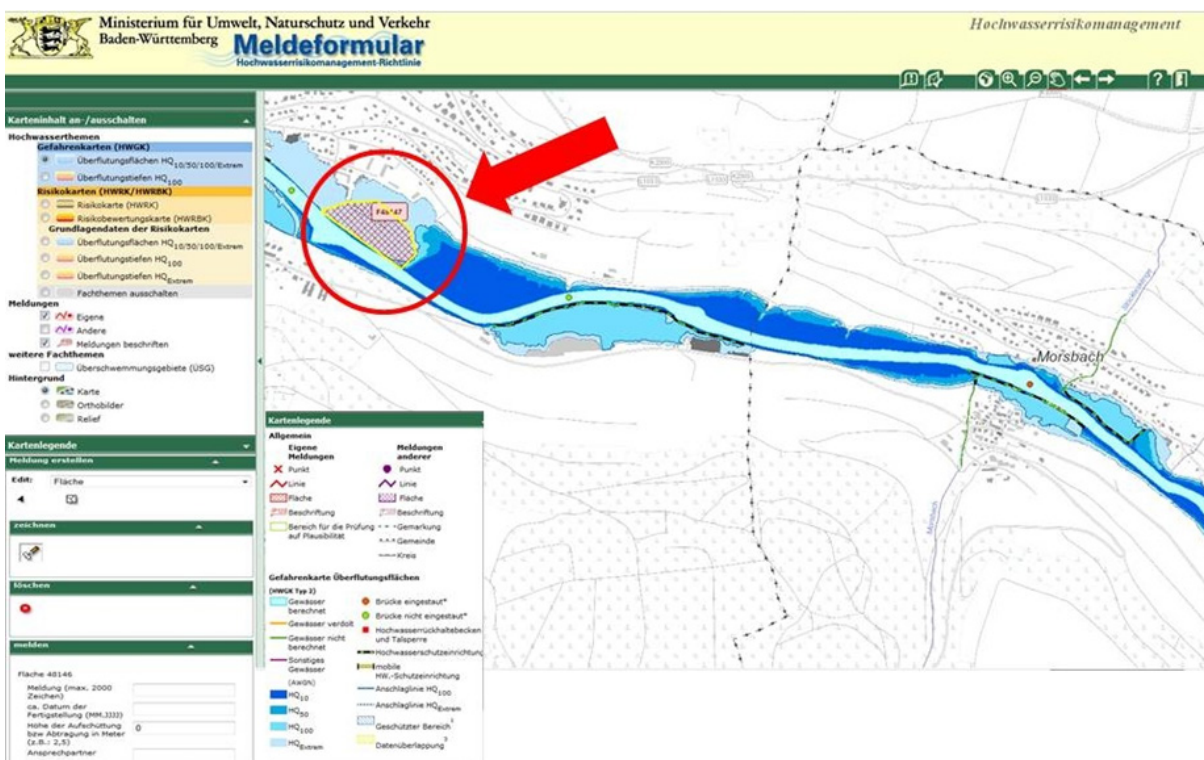 Ministerium für Umwelt, Naturschutz und Verkehr
Baden-Württemberg
Meldeformular
Hochwasserrisikomanagement-Richtlinie
Hochwasserrisikomanagement
Karteninhalt an-/ausschalten
Hochwasserthemen
Gefahrenkarten (HWGK)
Überflutungsflächen HQ10/50/100/Extrem
Überflutungstiefen HQ100
Risikokarten (HWRK/HWRBK)
Risikokarte (HWRK)
Risikobewertungskarte (HWRBK)
Grundlagendaten der Risikokarten
Überflutungsflächen HQ10/50/100/Extrem
Überflutungstiefen HQ100
Überflutungstiefen HQExtrem
Fachthemen ausschalten
Meldungen
Eigene
Andere
Meldungen beschriften
weitere Fachthemen
Überschwemmungsgebiete (ÜSG)
Hintergrund
Karte
Orthobilder
Relief
Kartenlegende
Meldung erstellen
Edit: Fläche
zeichnen
löschen
melden
Fläche 48146
Meldung (max. 2000
Zeichen)
ca. Datum der
Fertigstellung (MM.JJJJ)
Höhe der Aufschüttung
bzw Abtragung in Meter
(z.B.: 2,5)
0
Ansprechpartner
Morsbach
Morsbach
Kartenlegende
Allgemein
Eigene
Meldungen
Punkt
Linie
Fläche
Beschriftung
Bereich für die Prüfung
auf Plausibilität
Meldungen
anderer
Punkt
Linie
Fläche
Beschriftung
Gemarkung
Gemeinde
Kreis
Gefahrenkarte Überflutungsflächen
(HWGK Typ 2)
Gewässer
berechnet
Gewässer verdolt
Gewässer nicht
berechnet
Sonstiges
Gewässer
(AWGN)
HQ10
HQ50
HQ100
HQExtrem
Brücke eingestaut*
Brücke nicht eingestaut*
Hochwasserrückhaltebecken
und Talsperre
Hochwasserschutzeinrichtung
mobile
HW.-Schutzeinrichtung
Anschlaglinie HQ100
Anschlaglinie HQExtrem
Geschützter Bereich
Datenüberlappung